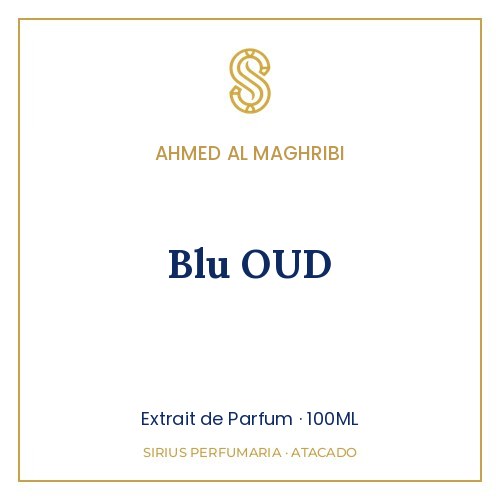 AHMED AL MAGHRIBI
Blu OUD
Extrait de Parfum · 100ML
SIRIUS PERFUMARIA · ATACADO